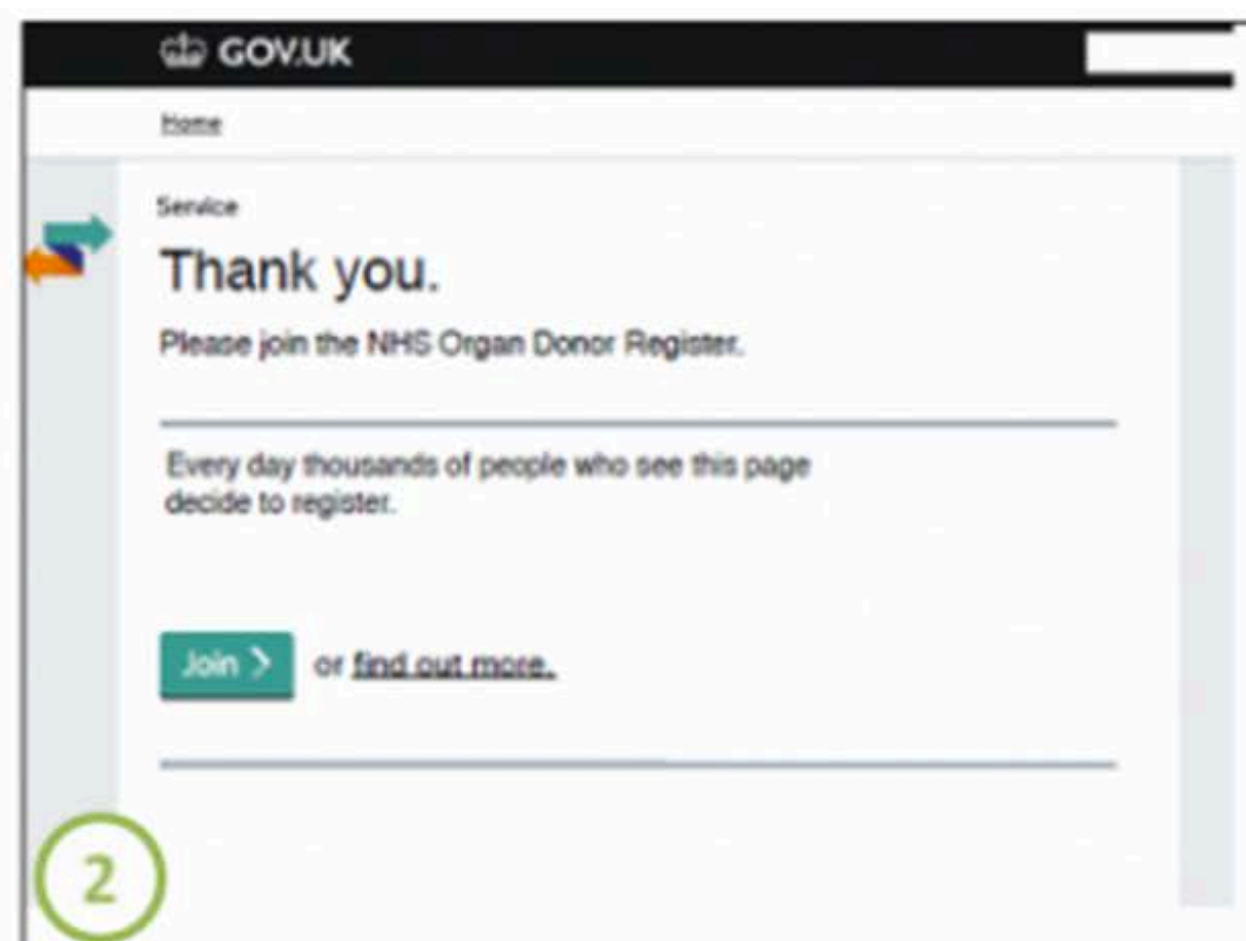 GOV.UK
Home
Service
Thank you.
Please join the NHS Organ Donor Register.
Every day thousands of people who see this page
decide to register.
Join > or find out more.
2